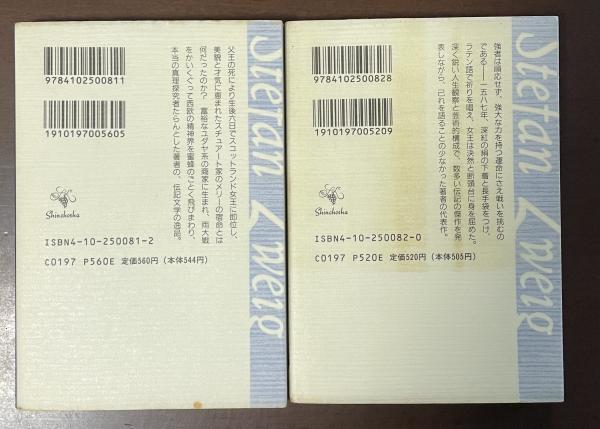 Stefan Zweig
9784102500811
1910197005605
父王の死により生後六日でスコットランド女王に即位し、
美貌と才気に恵まれたスチュアート家のメリーの宿命とは
何だったのか？　富裕なユダヤ系の商家に生まれ、両大戦
をかいくぐって西欧の精神界を蜜蜂のごとく飛びまわり、
本当の真理探究者たらんとした著者の、伝記文学の逸品。
Shinchosha
ISBN4-10-250081-2
C0197 P560E 定価560円（本体544円）
Stefan Zweig
9784102500828
1910197005209
強者は順応せず、強大な力を持つ運命にさえ戦いを挑むの
である――一五八七年、深紅の絹の下着と長手袋をつけ、
ラテン語で祈りを唱え、女王は決然と断頭台に身を屈めた。
深く鋭い人生観察と芸術的構成で、数多い伝記の傑作を発
表しながら、己れを語ることの少なかった著者の代表作。
Shinchosha
ISBN4-10-250082-0
C0197 P520E 定価520円（本体505円）